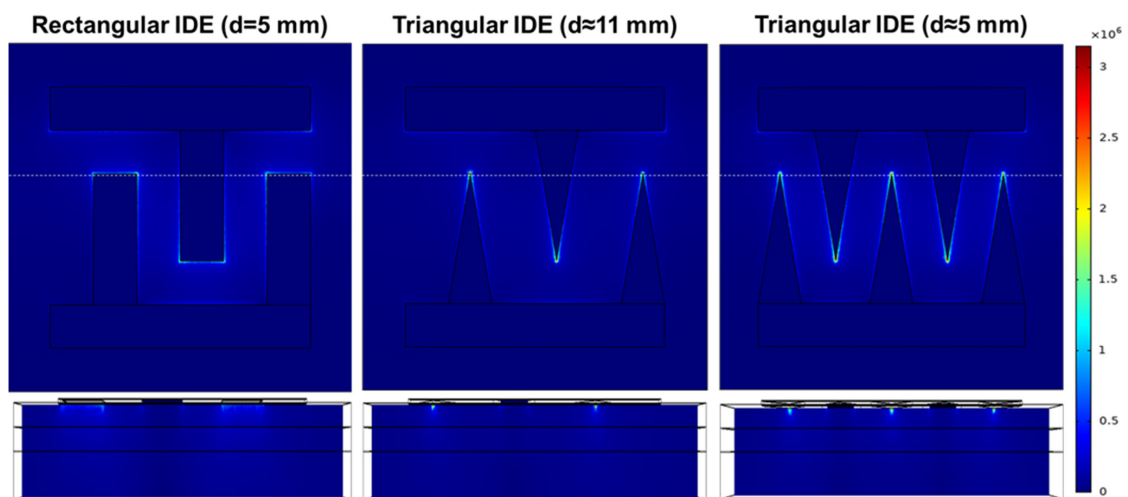 Rectangular IDE (d=5 mm)
Triangular IDE (d≈11 mm)
Triangular IDE (d≈5 mm)
×10⁶
3
2.5
2
1.5
1
0.5
0